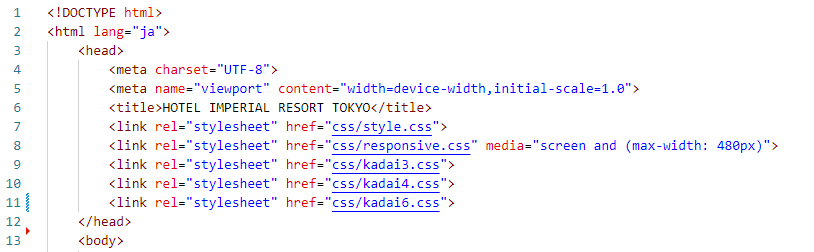 1 <!DOCTYPE html>
2 <html lang="ja">
3 <head>
4 <meta charset="UTF-8">
5 <meta name="viewport" content="width=device-width,initial-scale=1.0">
6 <title>HOTEL IMPERIAL RESORT TOKYO</title>
7 <link rel="stylesheet" href="css/style.css">
8 <link rel="stylesheet" href="css/responsive.css" media="screen and (max-width: 480px)">
9 <link rel="stylesheet" href="css/kadai3.css">
10 <link rel="stylesheet" href="css/kadai4.css">
11 <link rel="stylesheet" href="css/kadai6.css">
12 </head>
13 <body>